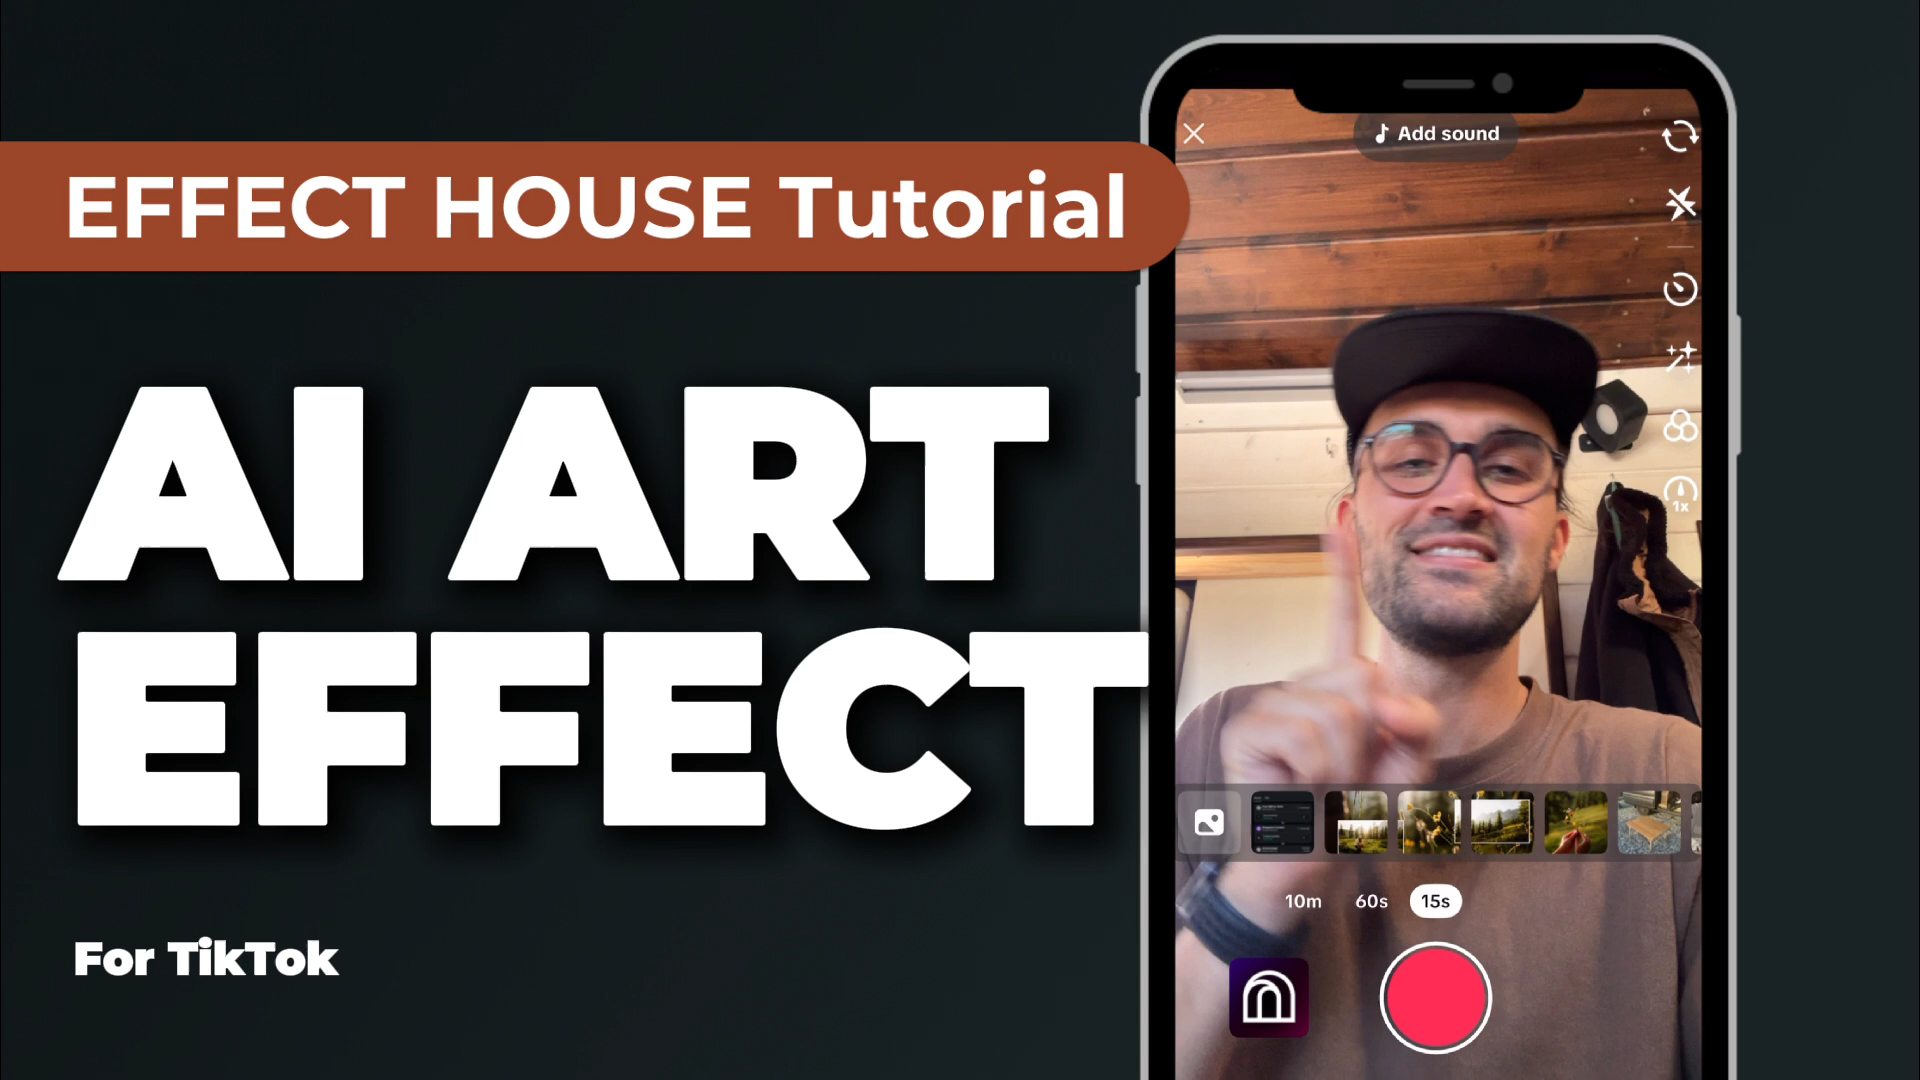 EFFECT HOUSE Tutorial
AI ART
EFFECT
For TikTok
Add sound
1x
10m 60s 15s